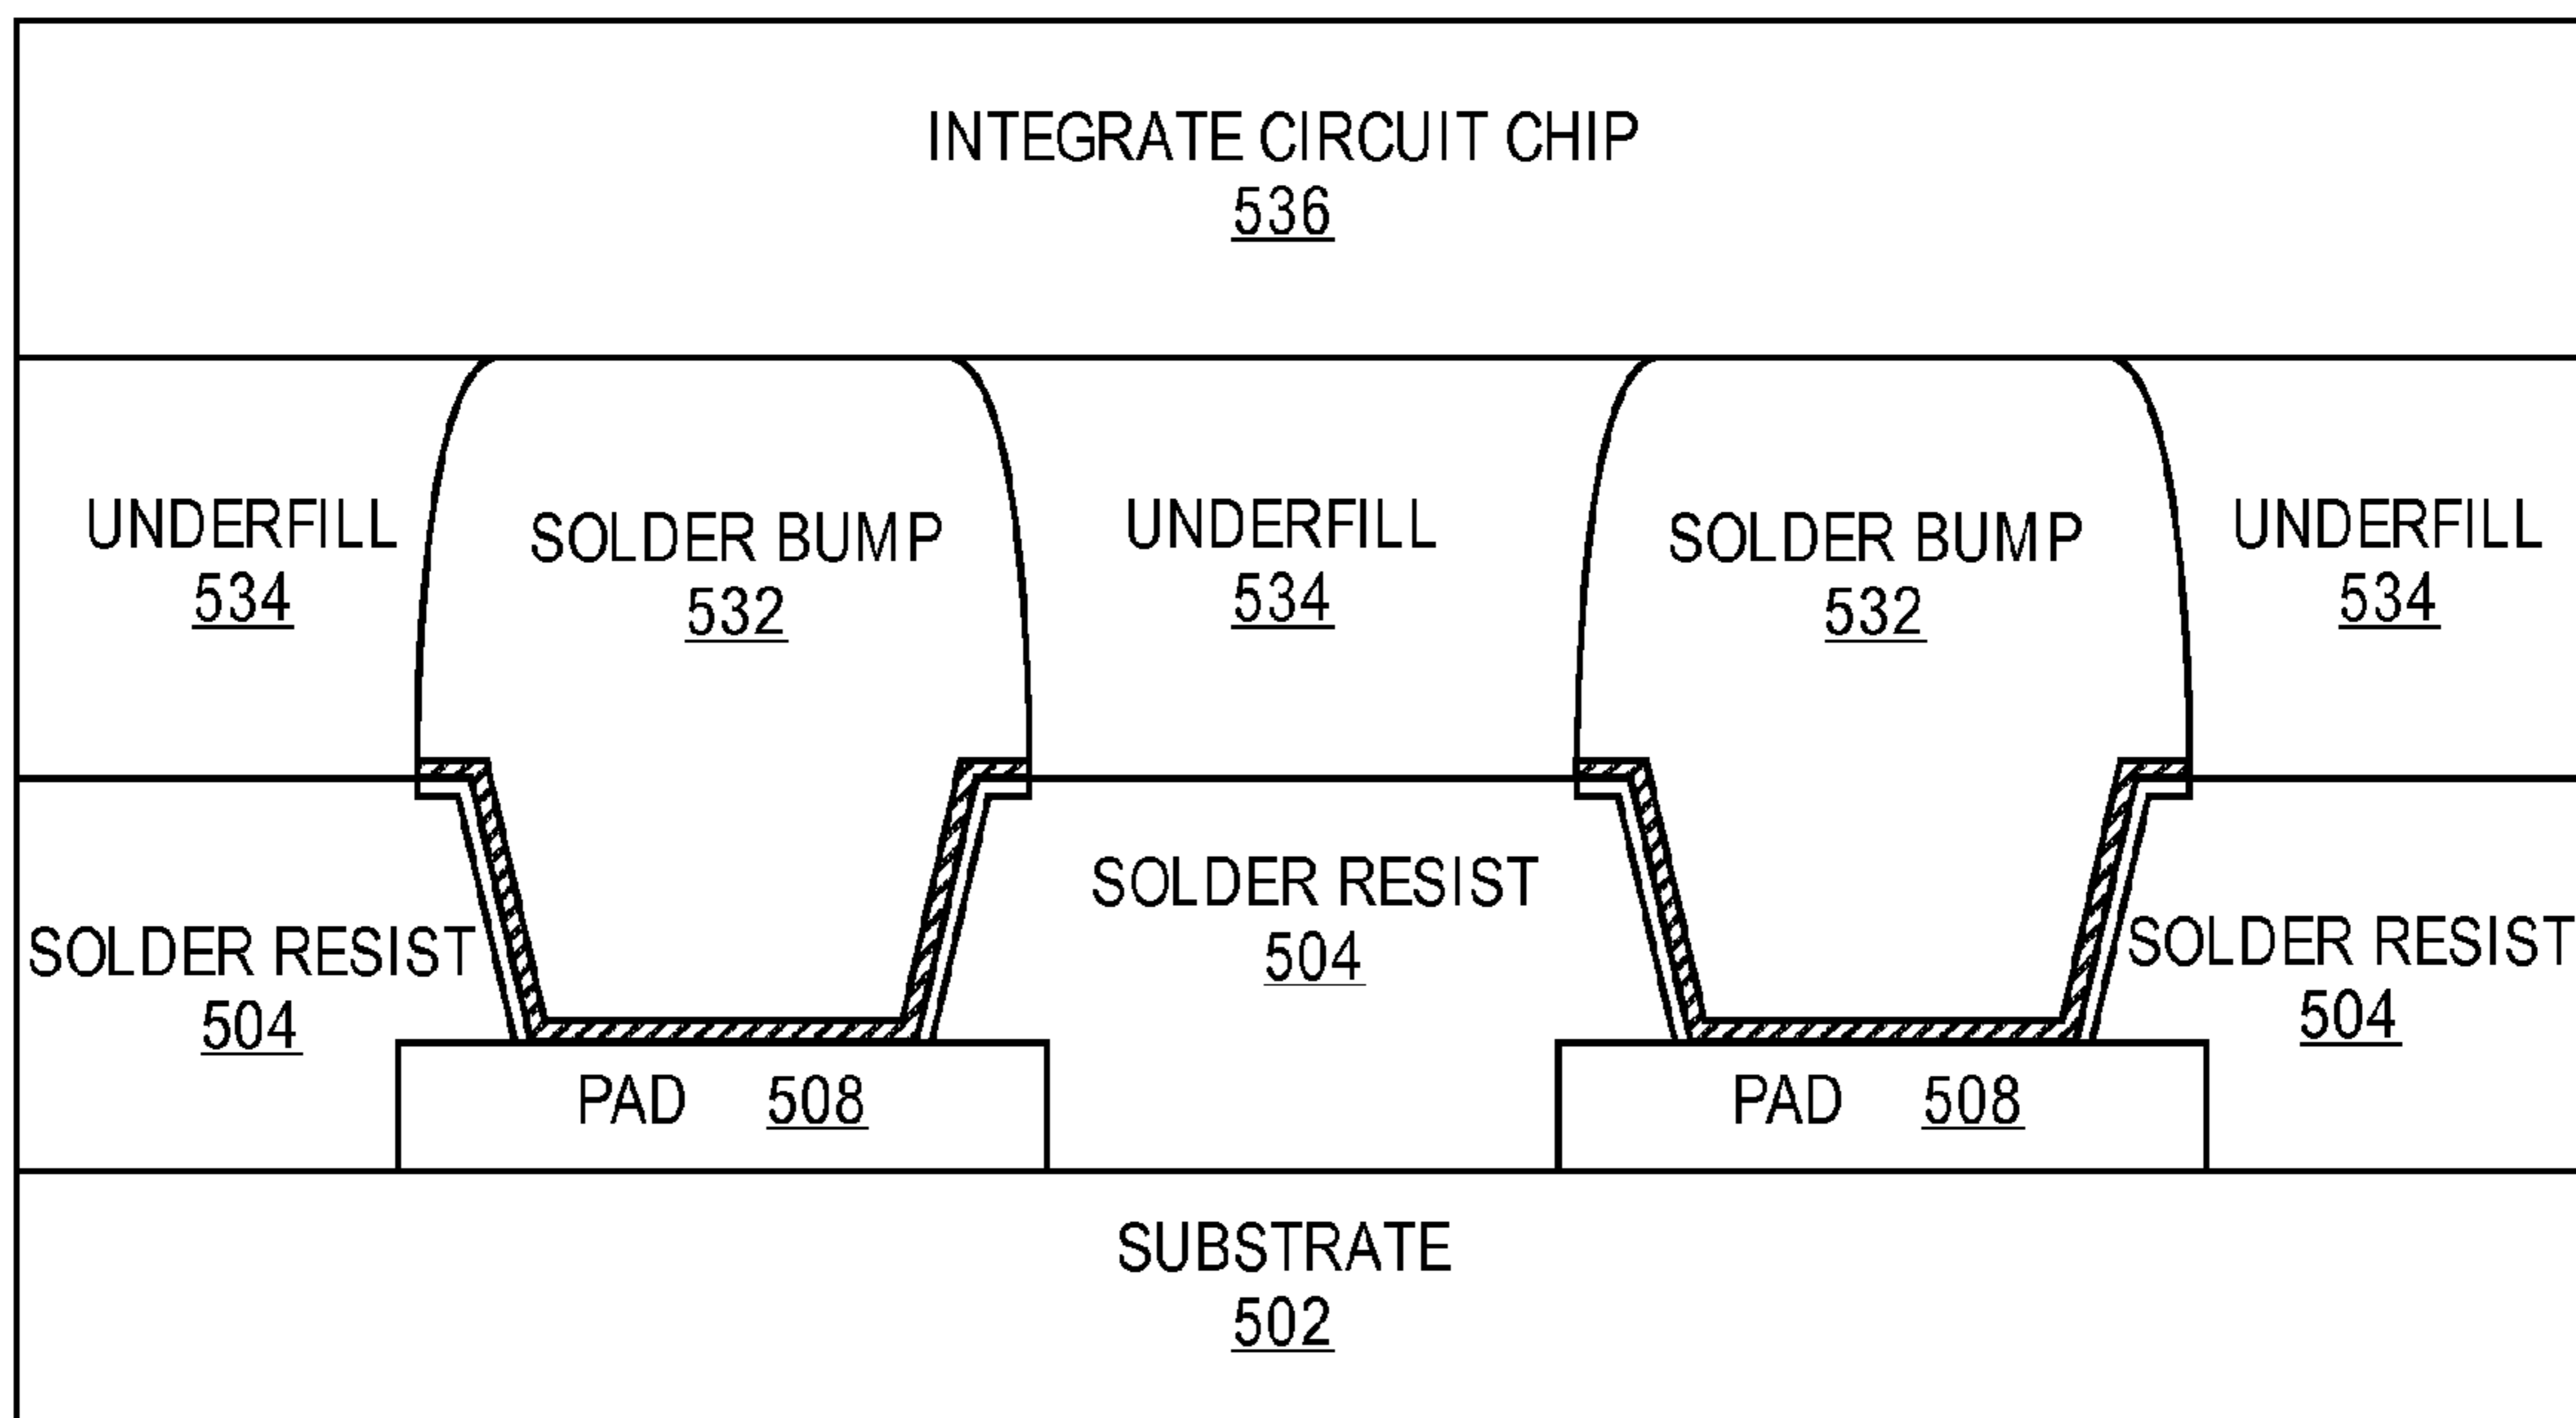 INTEGRATE CIRCUIT CHIP
536
UNDERFILL
534
SOLDER BUMP
532
UNDERFILL
534
SOLDER BUMP
532
UNDERFILL
534
SOLDER RESIST
504
SOLDER RESIST
504
SOLDER RESIST
504
PAD 508
PAD 508
SUBSTRATE
502